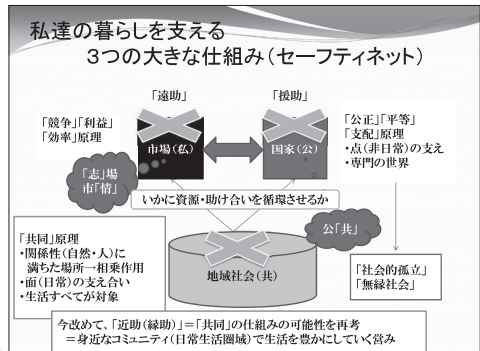 私達の暮らしを支える
3つの大きな仕組み(セーフティネット)
「遠助」
「援助」
「競争」「利益」
「効率」原理
市場(私)
国家(公)
「公正」「平等」
「支配」原理
・点(非日常)の支え
・専門の世界
「志」場
市「情」
いかに資源・助け合いを循環させるか
公「共」
「共同」原理
・関係性(自然・人)に
満ちた場所→相乗作用
・面(日常)の支え合い
・生活すべてが対象
地域社会(共)
「社会的孤立」
「無縁社会」
今改めて、「近助(縁助)」=「共同」の仕組みの可能性を再考
=身近なコミュニティ(日常生活圏域)で生活を豊かにしていく営み